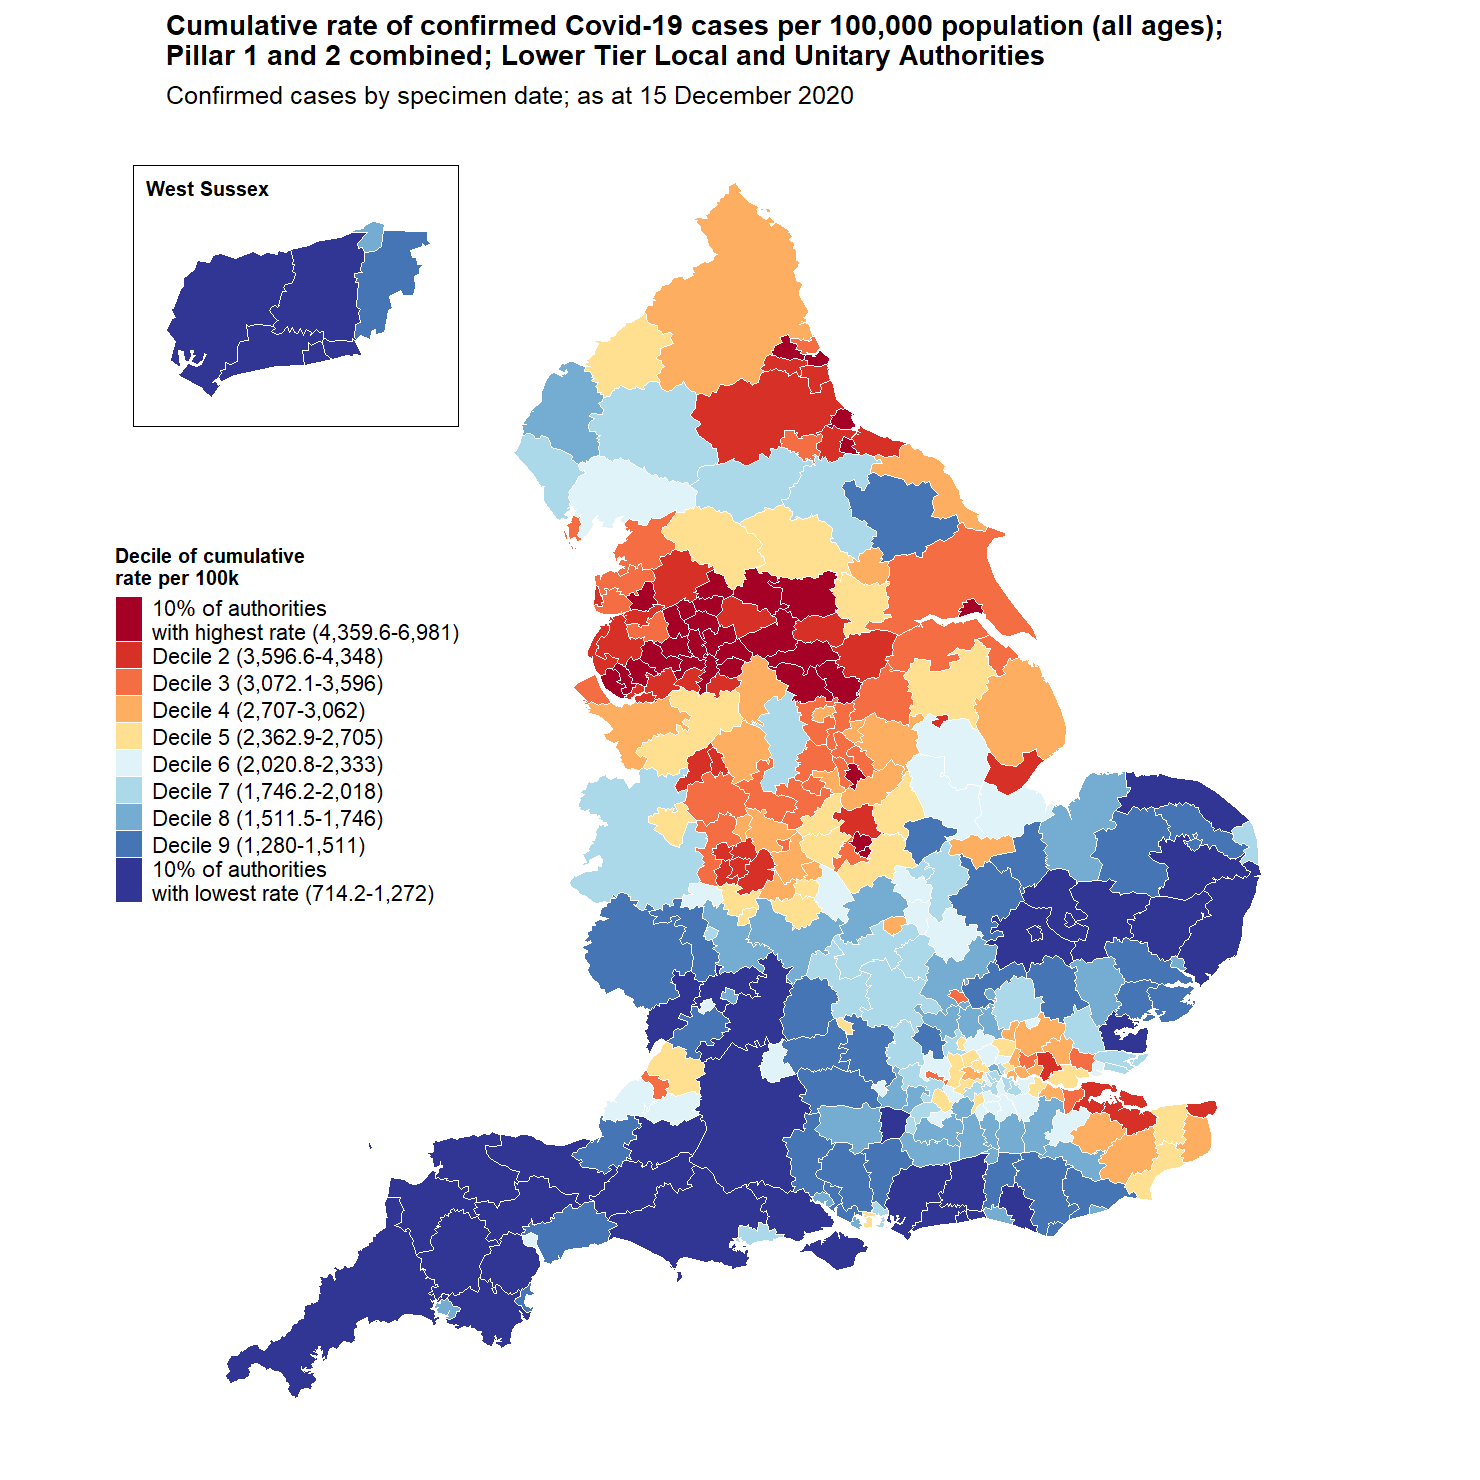 Cumulative rate of confirmed Covid-19 cases per 100,000 population (all ages);
Pillar 1 and 2 combined; Lower Tier Local and Unitary Authorities
Confirmed cases by specimen date; as at 15 December 2020
West Sussex
Decile of cumulative
rate per 100k
10% of authorities
with highest rate (4,359.6-6,981)
Decile 2 (3,596.6-4,348)
Decile 3 (3,072.1-3,596)
Decile 4 (2,707-3,062)
Decile 5 (2,362.9-2,705)
Decile 6 (2,020.8-2,333)
Decile 7 (1,746.2-2,018)
Decile 8 (1,511.5-1,746)
Decile 9 (1,280-1,511)
10% of authorities
with lowest rate (714.2-1,272)